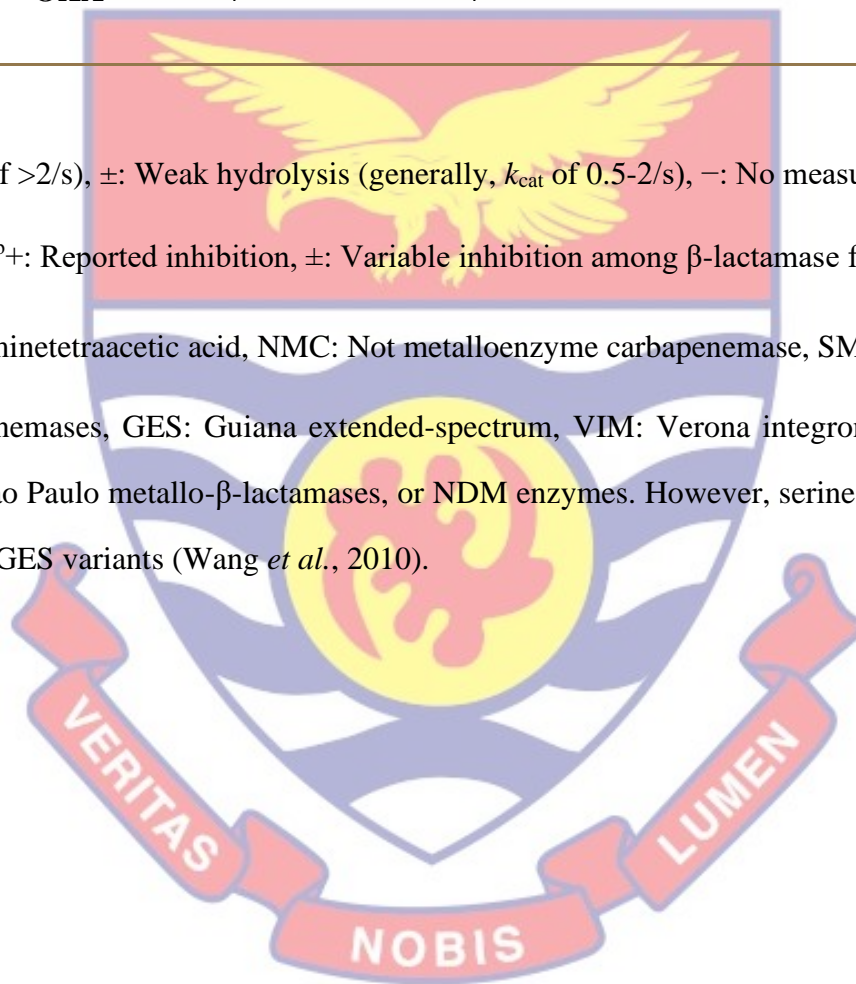 f >2/s), ±: Weak hydrolysis (generally, kcat of 0.5-2/s), −: No measu
+: Reported inhibition, ±: Variable inhibition among β-lactamase f
ninetetraacetic acid, NMC: Not metalloenzyme carbapenemase, SM
nemases, GES: Guiana extended-spectrum, VIM: Verona integron
ao Paulo metallo-β-lactamases, or NDM enzymes. However, serine
GES variants (Wang et al., 2010).
VERITAS
NOBIS
LUMEN